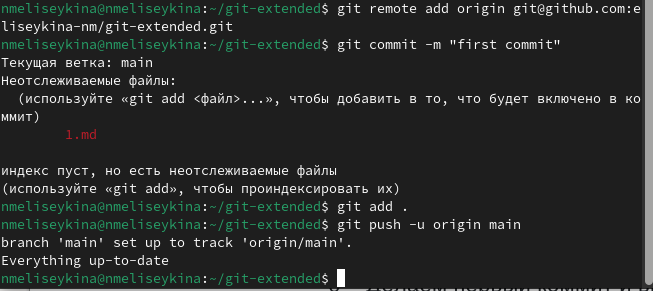 nmeliseykina@nmeliseykina:~/git-extended$ git remote add origin git@github.com:e
liseykina-nm/git-extended.git
nmeliseykina@nmeliseykina:~/git-extended$ git commit -m "first commit"
Текущая ветка: main
Неотслеживаемые файлы:
  (используйте «git add <файл>...», чтобы добавить в то, что будет включено в ко
ммит)
        1.md

индекс пуст, но есть неотслеживаемые файлы
(используйте «git add», чтобы проиндексировать их)
nmeliseykina@nmeliseykina:~/git-extended$ git add .
nmeliseykina@nmeliseykina:~/git-extended$ git push -u origin main
branch 'main' set up to track 'origin/main'.
Everything up-to-date
nmeliseykina@nmeliseykina:~/git-extended$